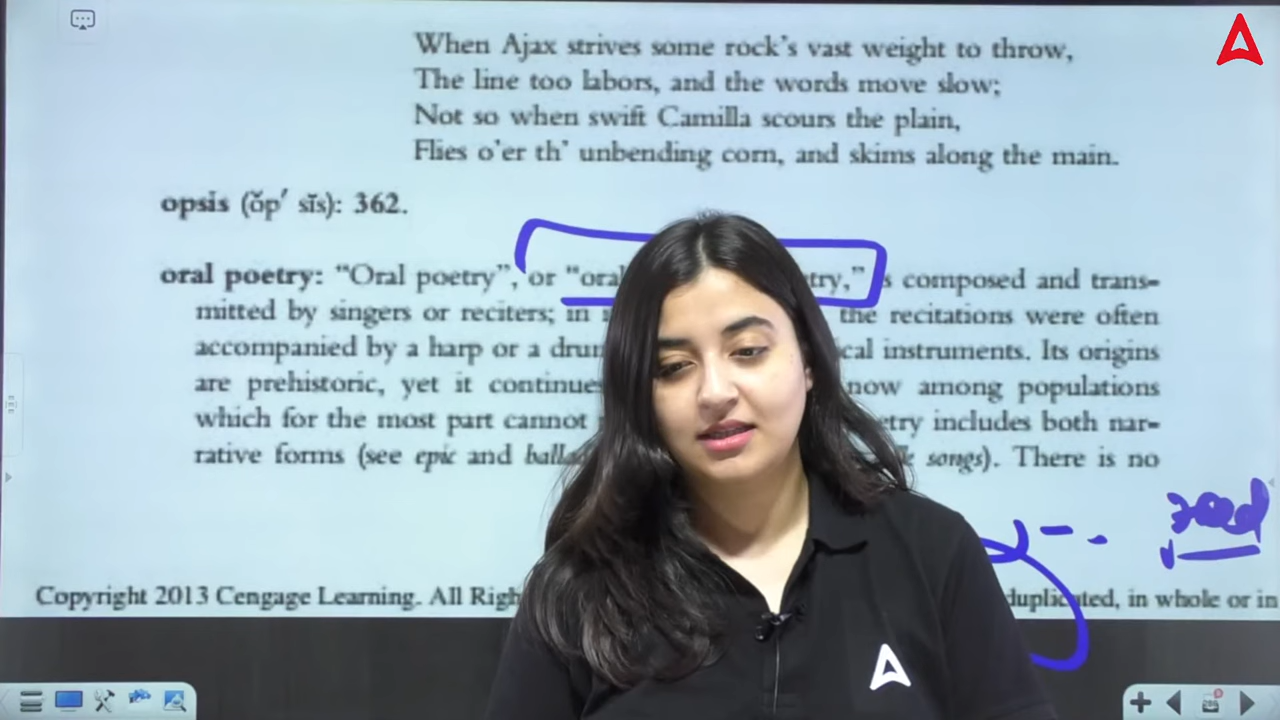 When Ajax strives some rock's vast weight to throw,
The line too labors, and the words move slow;
Not so when swift Camilla scours the plain,
Flies o'er th' unbending corn, and skims along the main.
opsis (ŏp′ sĭs): 362.
oral poetry: "Oral poetry", or "oral try," is composed and trans-
mitted by singers or reciters; in the recitations were often
accompanied by a harp or a drum cal instruments. Its origins
are prehistoric, yet it continues now among populations
which for the most part cannot etry includes both nar-
rative forms (see epic and balla lk songs). There is no
read
Copyright 2013 Cengage Learning. All Righ duplicated, in whole or in